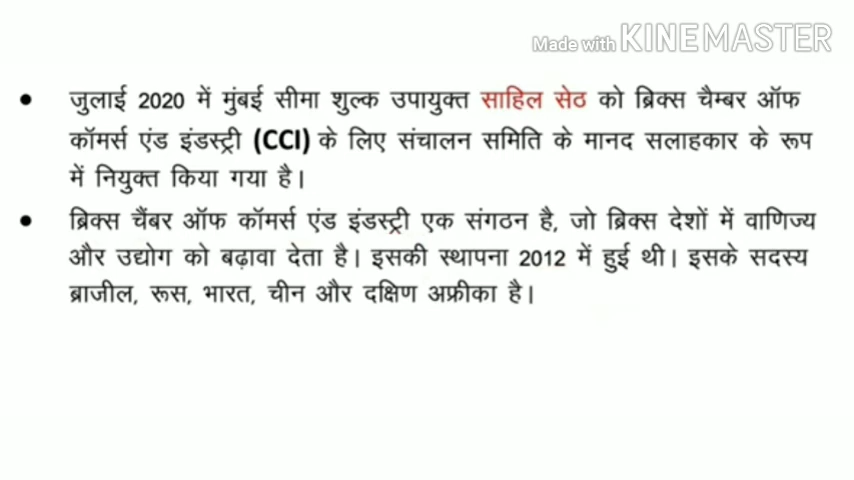 Made with KINEMASTER
• जुलाई 2020 में मुंबई सीमा शुल्क उपायुक्त साहिल सेठ को ब्रिक्स चैम्बर ऑफ
कॉमर्स एंड इंडस्ट्री (CCI) के लिए संचालन समिति के मानद सलाहकार के रूप
में नियुक्त किया गया है।
• ब्रिक्स चैंबर ऑफ कॉमर्स एंड इंडस्ट्री एक संगठन है, जो ब्रिक्स देशों में वाणिज्य
और उद्योग को बढ़ावा देता है। इसकी स्थापना 2012 में हुई थी। इसके सदस्य
ब्राजील, रूस, भारत, चीन और दक्षिण अफ्रीका है।